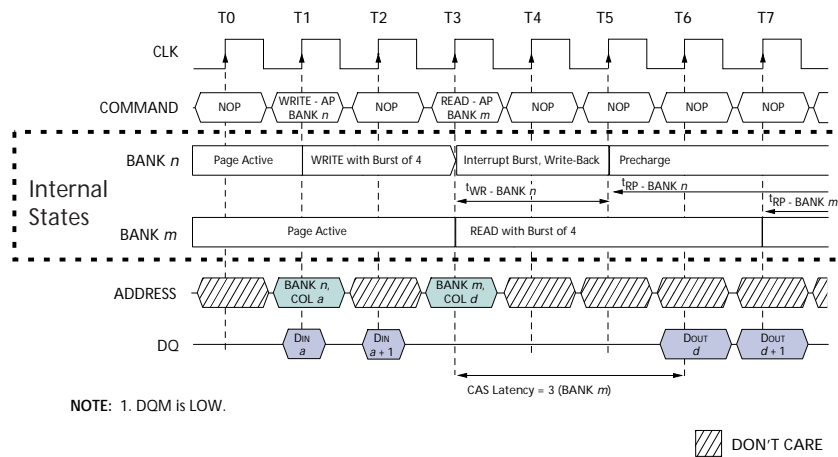 T0 T1 T2 T3 T4 T5 T6 T7
CLK
COMMAND NOP WRITE - AP BANK n NOP READ - AP BANK m NOP NOP NOP NOP
BANK n Page Active WRITE with Burst of 4 Interrupt Burst, Write-Back Precharge
Internal States
tWR - BANK n tRP - BANK n
tRP - BANK m
BANK m Page Active READ with Burst of 4
ADDRESS BANK n, COL a BANK m, COL d
DQ DIN a DIN a + 1 DOUT d DOUT d + 1
CAS Latency = 3 (BANK m)
NOTE: 1. DQM is LOW.
DON'T CARE